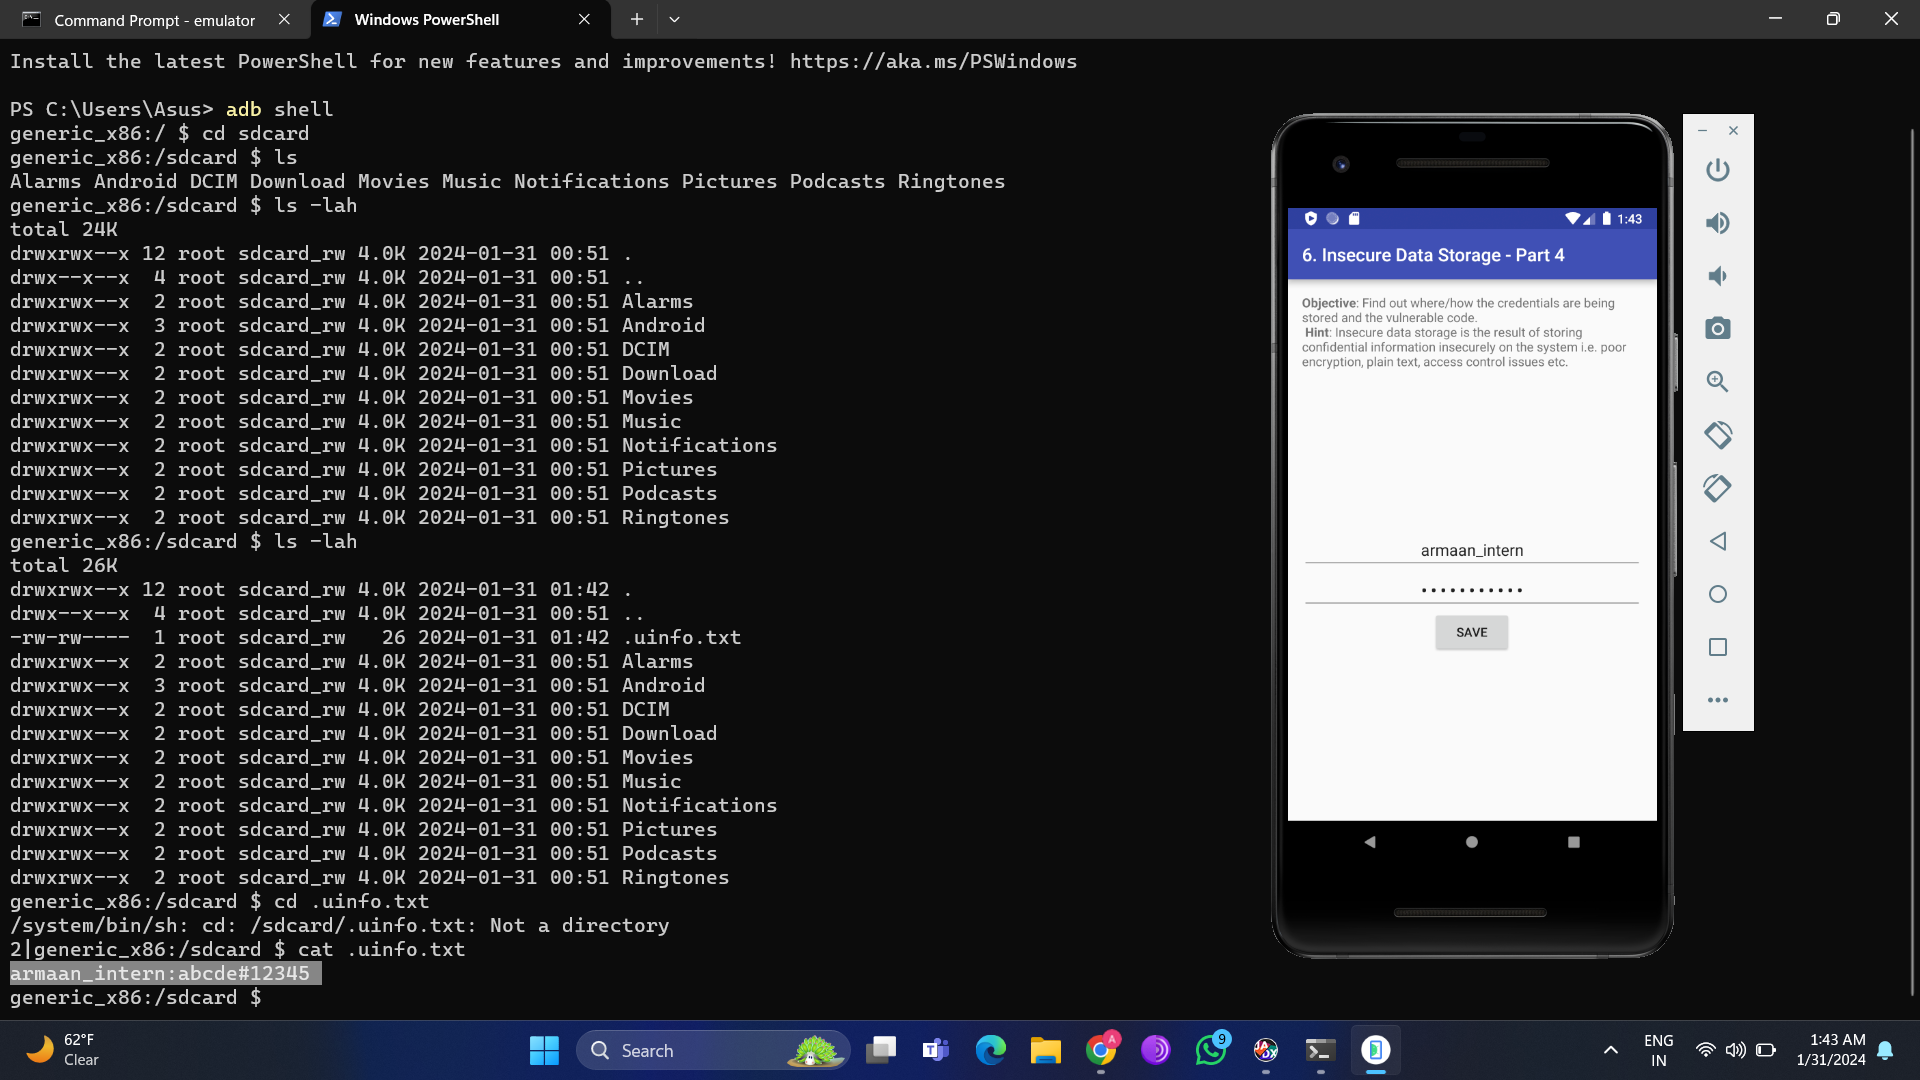 Command Prompt - emulator
Windows PowerShell
Install the latest PowerShell for new features and improvements! https://aka.ms/PSWindows
PS C:\Users\Asus> adb shell
generic_x86:/ $ cd sdcard
generic_x86:/sdcard $ ls
Alarms Android DCIM Download Movies Music Notifications Pictures Podcasts Ringtones
generic_x86:/sdcard $ ls -lah
total 24K
drwxrwx--x 12 root sdcard_rw 4.0K 2024-01-31 00:51 .
drwx--x--x  4 root sdcard_rw 4.0K 2024-01-31 00:51 ..
drwxrwx--x  2 root sdcard_rw 4.0K 2024-01-31 00:51 Alarms
drwxrwx--x  3 root sdcard_rw 4.0K 2024-01-31 00:51 Android
drwxrwx--x  2 root sdcard_rw 4.0K 2024-01-31 00:51 DCIM
drwxrwx--x  2 root sdcard_rw 4.0K 2024-01-31 00:51 Download
drwxrwx--x  2 root sdcard_rw 4.0K 2024-01-31 00:51 Movies
drwxrwx--x  2 root sdcard_rw 4.0K 2024-01-31 00:51 Music
drwxrwx--x  2 root sdcard_rw 4.0K 2024-01-31 00:51 Notifications
drwxrwx--x  2 root sdcard_rw 4.0K 2024-01-31 00:51 Pictures
drwxrwx--x  2 root sdcard_rw 4.0K 2024-01-31 00:51 Podcasts
drwxrwx--x  2 root sdcard_rw 4.0K 2024-01-31 00:51 Ringtones
generic_x86:/sdcard $ ls -lah
total 26K
drwxrwx--x 12 root sdcard_rw 4.0K 2024-01-31 01:42 .
drwx--x--x  4 root sdcard_rw 4.0K 2024-01-31 00:51 ..
-rw-rw----  1 root sdcard_rw   26 2024-01-31 01:42 .uinfo.txt
drwxrwx--x  2 root sdcard_rw 4.0K 2024-01-31 00:51 Alarms
drwxrwx--x  3 root sdcard_rw 4.0K 2024-01-31 00:51 Android
drwxrwx--x  2 root sdcard_rw 4.0K 2024-01-31 00:51 DCIM
drwxrwx--x  2 root sdcard_rw 4.0K 2024-01-31 00:51 Download
drwxrwx--x  2 root sdcard_rw 4.0K 2024-01-31 00:51 Movies
drwxrwx--x  2 root sdcard_rw 4.0K 2024-01-31 00:51 Music
drwxrwx--x  2 root sdcard_rw 4.0K 2024-01-31 00:51 Notifications
drwxrwx--x  2 root sdcard_rw 4.0K 2024-01-31 00:51 Pictures
drwxrwx--x  2 root sdcard_rw 4.0K 2024-01-31 00:51 Podcasts
drwxrwx--x  2 root sdcard_rw 4.0K 2024-01-31 00:51 Ringtones
generic_x86:/sdcard $ cd .uinfo.txt
/system/bin/sh: cd: /sdcard/.uinfo.txt: Not a directory
2|generic_x86:/sdcard $ cat .uinfo.txt
armaan_intern:abcde#12345
generic_x86:/sdcard $
1:43
6. Insecure Data Storage - Part 4
Objective: Find out where/how the credentials are being
stored and the vulnerable code.
Hint: Insecure data storage is the result of storing
confidential information insecurely on the system i.e. poor
encryption, plain text, access control issues etc.
armaan_intern
•••••••••••
SAVE
62°F
Clear
Search
A
9
ENG
IN
1:43 AM
1/31/2024